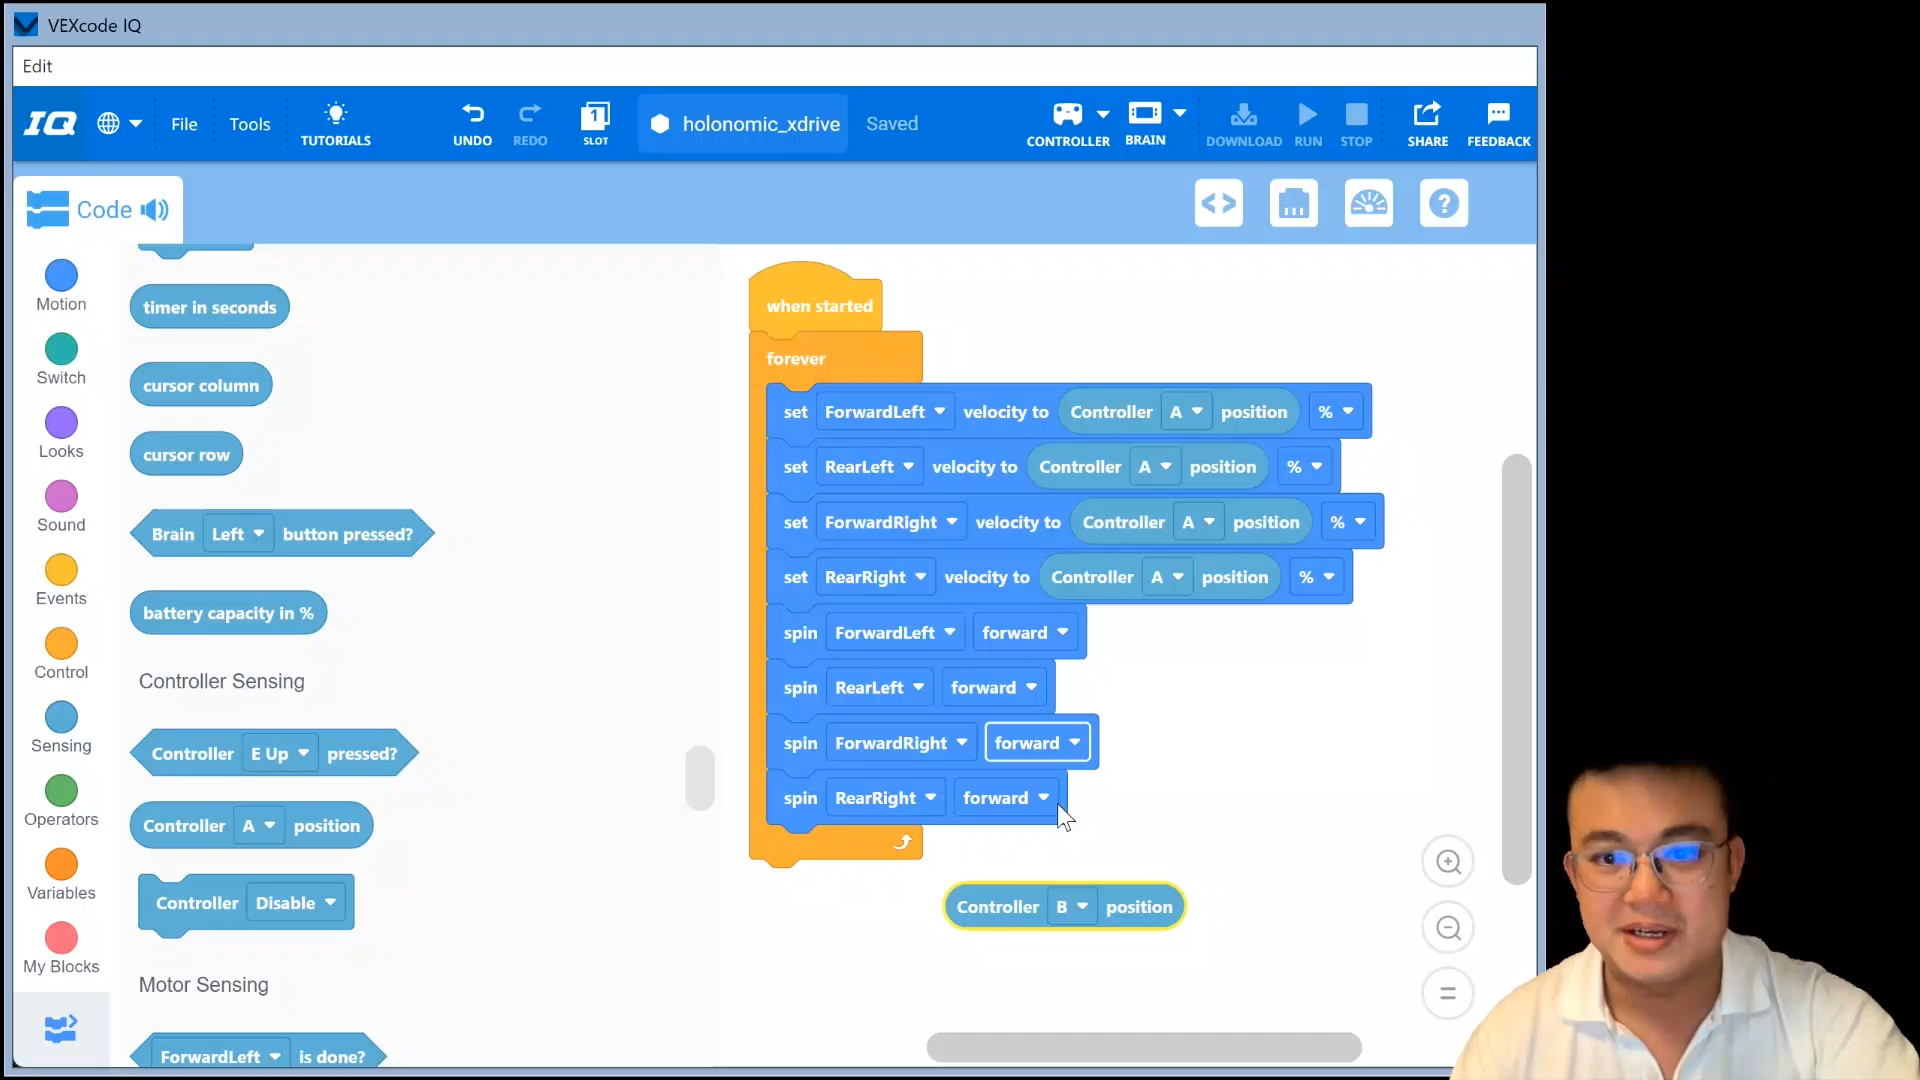 VEXcode IQ
Edit
IQ
File
Tools
TUTORIALS
UNDO
REDO
1
SLOT
holonomic_xdrive
Saved
CONTROLLER
BRAIN
DOWNLOAD
RUN
STOP
SHARE
FEEDBACK
Code
Motion
Switch
Looks
Sound
Events
Control
Sensing
Operators
Variables
My Blocks
timer in seconds
cursor column
cursor row
Brain Left button pressed?
battery capacity in %
Controller Sensing
Controller E Up pressed?
Controller A position
Controller Disable
Motor Sensing
ForwardLeft is done?
when started
forever
set ForwardLeft velocity to Controller A position %
set RearLeft velocity to Controller A position %
set ForwardRight velocity to Controller A position %
set RearRight velocity to Controller A position %
spin ForwardLeft forward
spin RearLeft forward
spin ForwardRight forward
spin RearRight forward
Controller B position